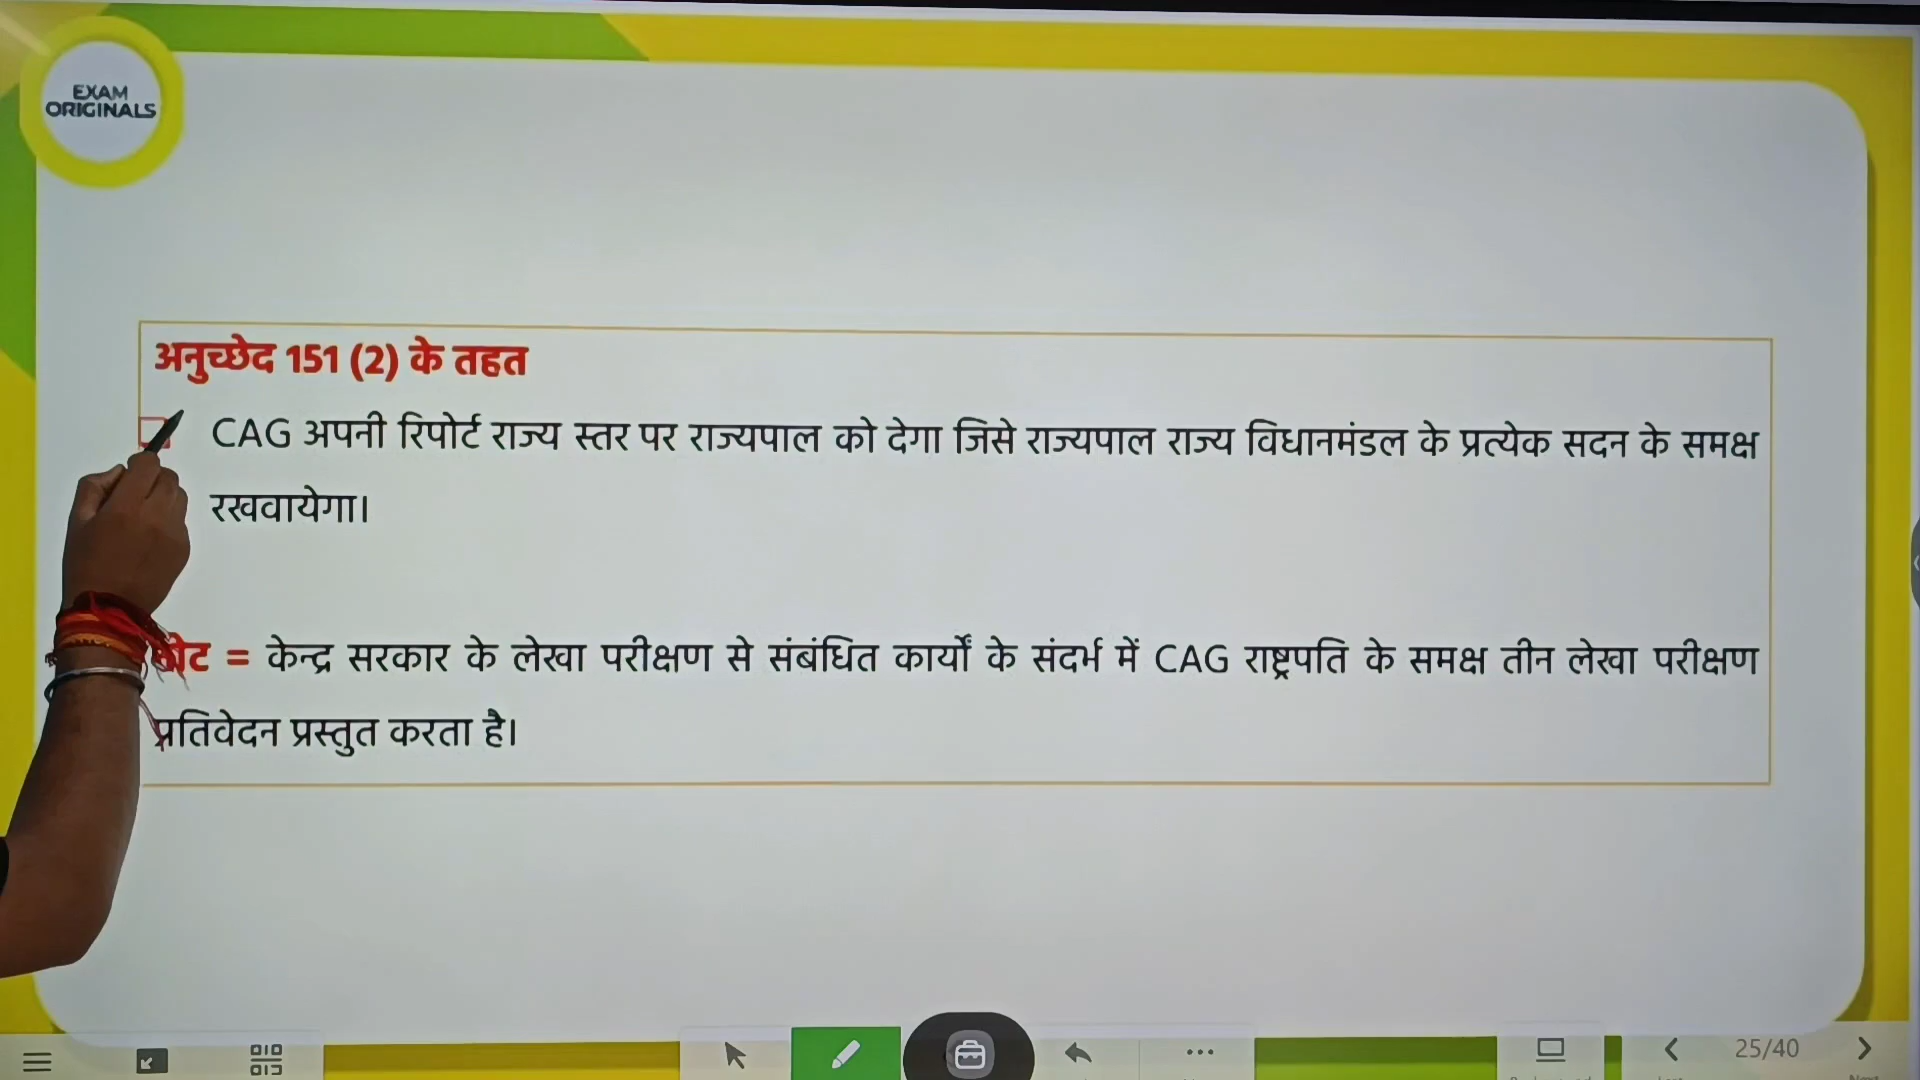 EXAM
ORIGINALS
अनुच्छेद 151 (2) के तहत
CAG अपनी रिपोर्ट राज्य स्तर पर राज्यपाल को देगा जिसे राज्यपाल राज्य विधानमंडल के प्रत्येक सदन के समक्ष
रखवायेगा।
= केन्द्र सरकार के लेखा परीक्षण से संबंधित कार्यों के संदर्भ में CAG राष्ट्रपति के समक्ष तीन लेखा परीक्षण
प्रतिवेदन प्रस्तुत करता है।
25/40